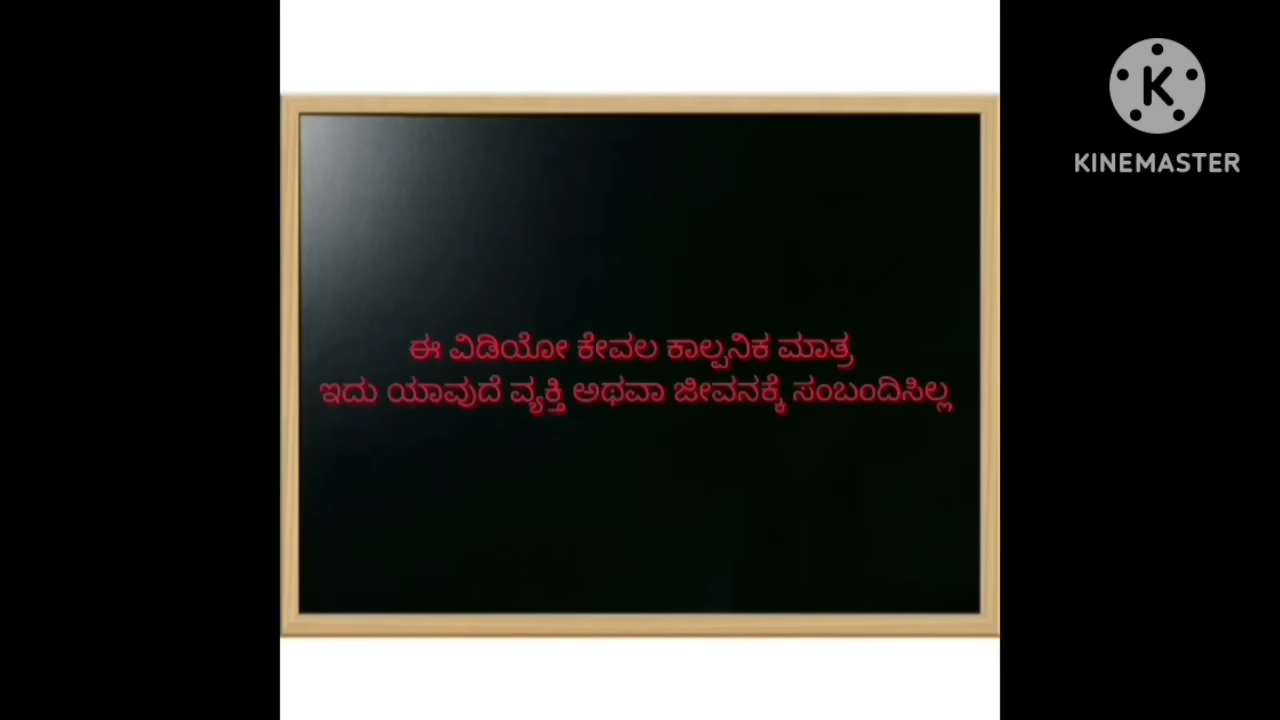 KINEMASTER
ಈ ವಿಡಿಯೋ ಕೇವಲ ಕಾಲ್ಪನಿಕ ಮಾತ್ರ
ಇದು ಯಾವುದೆ ವ್ಯಕ್ತಿ ಅಥವಾ ಜೀವನಕ್ಕೆ ಸಂಬಂದಿಸಿಲ್ಲ